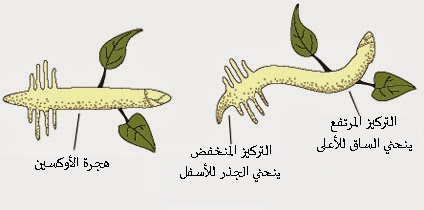 التركيز المرتفع
ينحني الساق للأعلى
التركيز المنخفض
ينحني الجذر للأسفل
هجرة الأوكسين